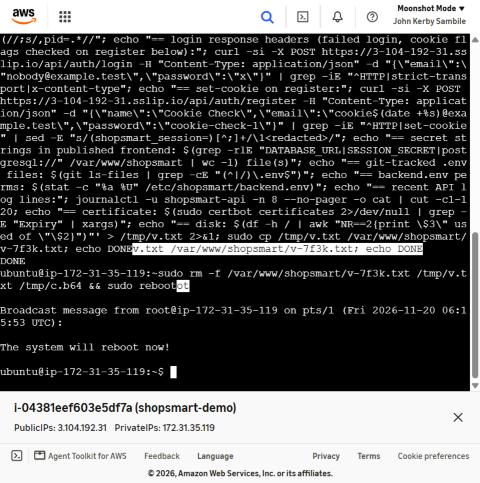 aws
Moonshot Mode
John Kerby Sambile
(//;s/,pid=.*//"; echo "== login response headers (failed login, cookie fl
ags checked on register below):"; curl -si -X POST https://3-104-192-31.ss
lip.io/api/auth/login -H "Content-Type: application/json" -d "{\"email\":\
"nobody@example.test\",\"password\":\"x\"}" | grep -iE "^HTTP|strict-trans
port|x-content-type"; echo "== set-cookie on register:"; curl -si -X POST
https://3-104-192-31.sslip.io/api/auth/register -H "Content-Type: applicat
ion/json" -d "{\"name\":\"Cookie Check\",\"email\":\"cookie$(date +%s)@exa
mple.test\",\"password\":\"cookie-check-1\"}" | grep -iE "^HTTP|set-cookie
" | sed -E "s/(shopsmart_session=)[^;]+/\1<redacted>/"; echo "== secret st
rings in published frontend: $(grep -rlE "DATABASE_URL|SESSION_SECRET|post
gresql://" /var/www/shopsmart | wc -l) file(s)"; echo "== git-tracked .env
files: $(git ls-files | grep -cE "(^|/)\.env$")"; echo "== backend.env pe
rms: $(stat -c "%a %U" /etc/shopsmart/backend.env)"; echo "== recent API l
og lines:"; journalctl -u shopsmart-api -n 8 --no-pager -o cat | cut -c1-1
20; echo "== certificate: $(sudo certbot certificates 2>/dev/null | grep -
E "Expiry" | xargs)"; echo "== disk: $(df -h / | awk "NR==2{print \$3\" us
ed of \"\$2}")"' > /tmp/v.txt 2>&1; sudo cp /tmp/v.txt /var/www/shopsmart/
v-7f3k.txt; echo DONEv.txt /var/www/shopsmart/v-7f3k.txt; echo DONE
DONE
ubuntu@ip-172-31-35-119:~sudo rm -f /var/www/shopsmart/v-7f3k.txt /tmp/v.t
xt /tmp/c.b64 && sudo rebootot
Broadcast message from root@ip-172-31-35-119 on pts/1 (Fri 2026-11-20 06:1
5:53 UTC):
The system will reboot now!
ubuntu@ip-172-31-35-119:~$
i-04381eef603e5df7a (shopsmart-demo)
PublicIPs: 3.104.192.31 PrivateIPs: 172.31.35.119
Agent Toolkit for AWS Feedback Language Privacy Terms Cookie preferences
© 2026, Amazon Web Services, Inc. or its affiliates.